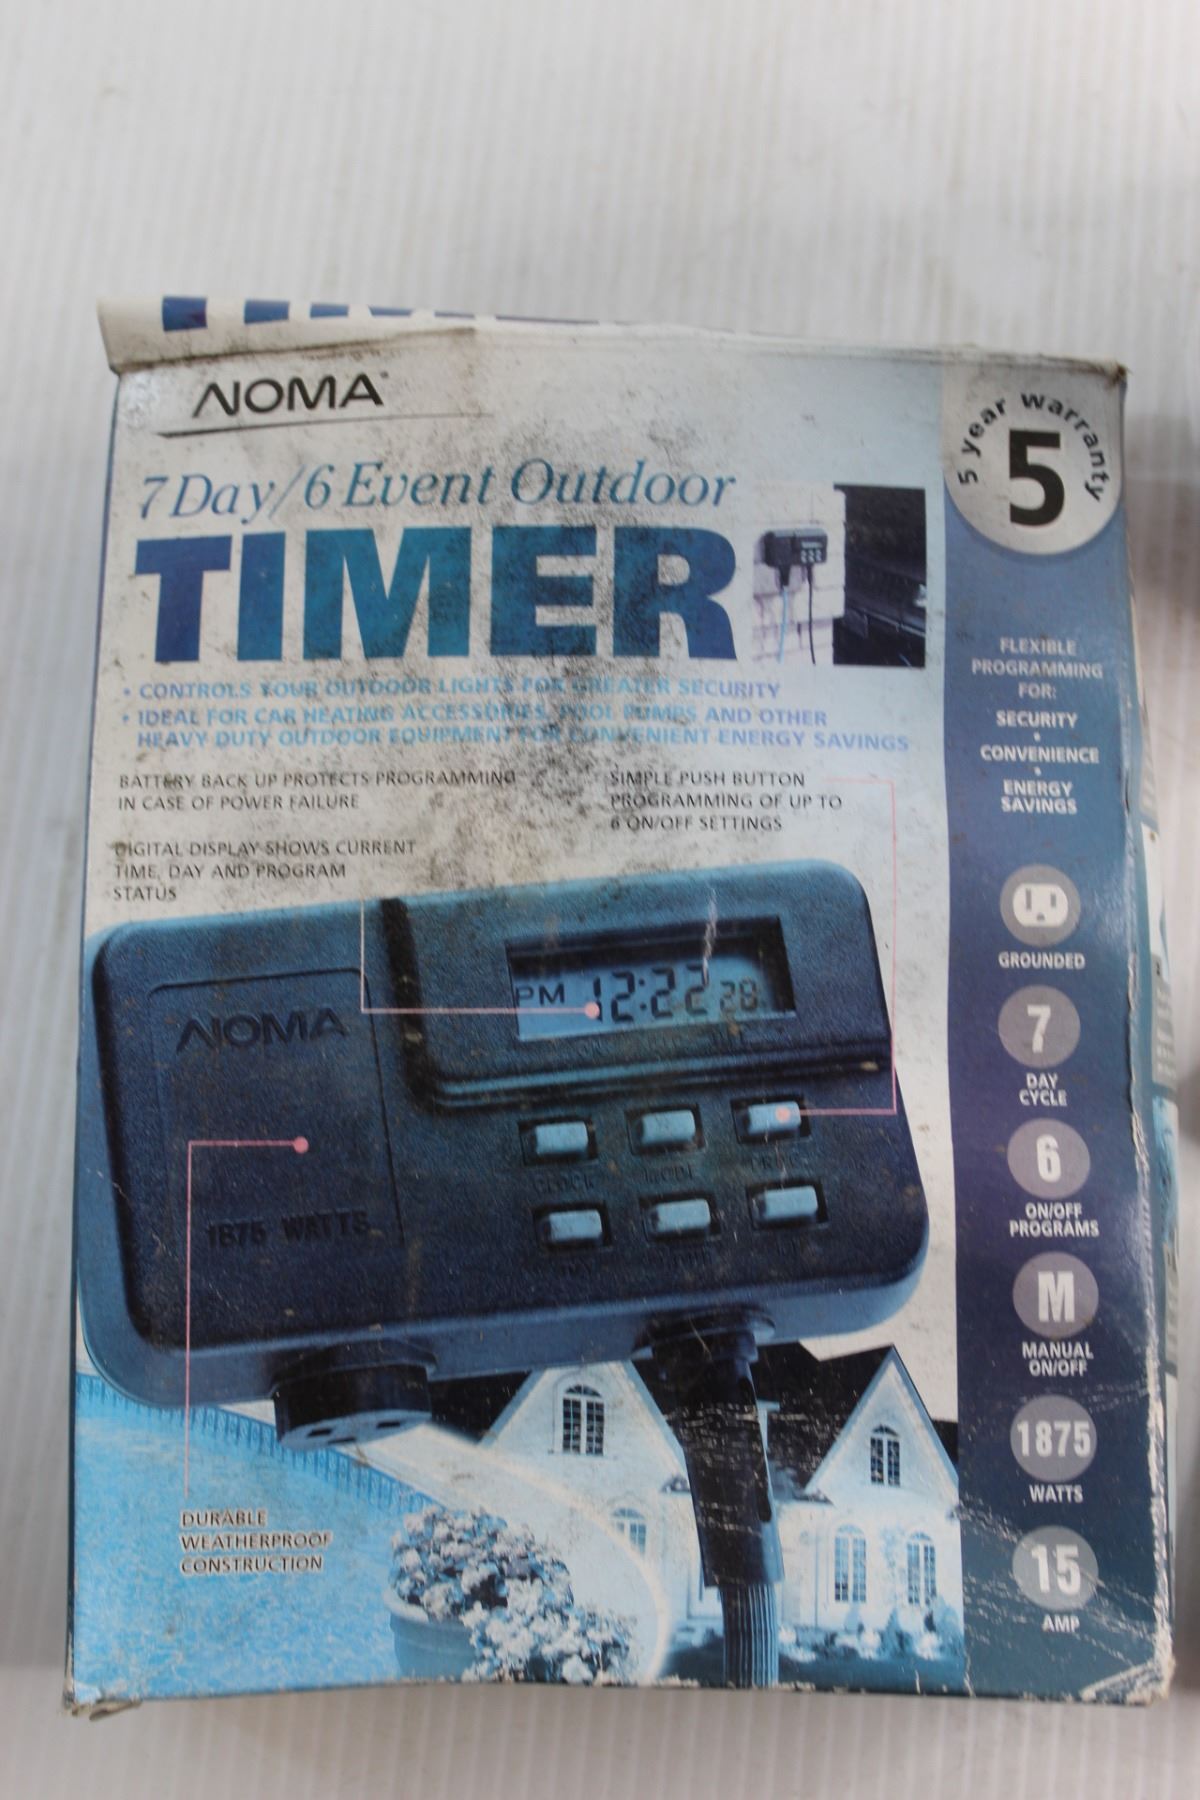 NOMA
5 year warranty
5
7 Day/6 Event Outdoor
TIMER
• CONTROLS YOUR OUTDOOR LIGHTS FOR GREATER SECURITY
• IDEAL FOR CAR HEATING ACCESSORIES, POOL PUMPS AND OTHER
HEAVY DUTY OUTDOOR EQUIPMENT FOR CONVENIENT ENERGY SAVINGS
BATTERY BACK UP PROTECTS PROGRAMMING
IN CASE OF POWER FAILURE
SIMPLE PUSH BUTTON
PROGRAMMING OF UP TO
6 ON/OFF SETTINGS
DIGITAL DISPLAY SHOWS CURRENT
TIME, DAY AND PROGRAM
STATUS
PM 12:22 28
NOMA
CLOCK MODE PROG
1875 WATTS
DURABLE
WEATHERPROOF
CONSTRUCTION
FLEXIBLE
PROGRAMMING
FOR:
SECURITY
•
CONVENIENCE
•
ENERGY
SAVINGS
GROUNDED
7
DAY
CYCLE
6
ON/OFF
PROGRAMS
M
MANUAL
ON/OFF
1875
WATTS
15
AMP